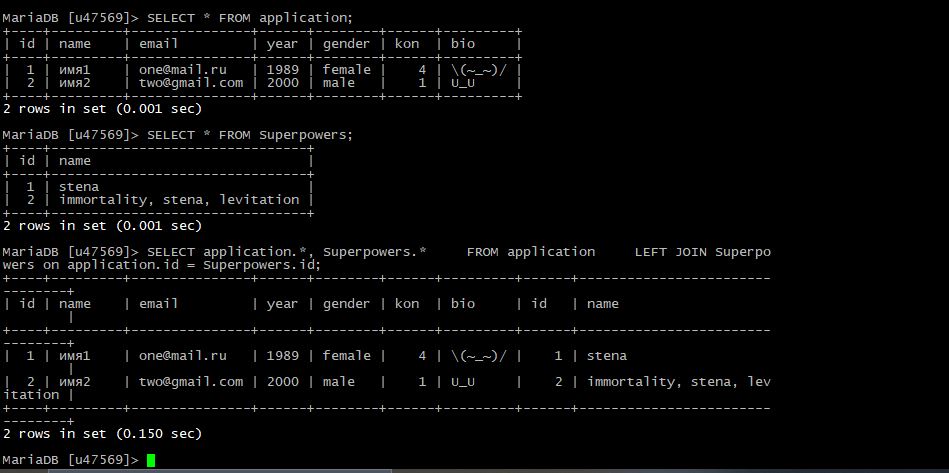 MariaDB [u47569]> SELECT * FROM application;
+----+---------+---------------+------+--------+------+---------+
| id | name    | email         | year | gender | kon  | bio     |
+----+---------+---------------+------+--------+------+---------+
|  1 | имя1    | one@mail.ru   | 1989 | female |    4 | \(~_~)/ |
|  2 | имя2    | two@gmail.com | 2000 | male   |    1 | U_U     |
+----+---------+---------------+------+--------+------+---------+
2 rows in set (0.001 sec)
MariaDB [u47569]> SELECT * FROM Superpowers;
+----+--------------------------------+
| id | name                           |
+----+--------------------------------+
|  1 | stena                          |
|  2 | immortality, stena, levitation |
+----+--------------------------------+
2 rows in set (0.001 sec)
MariaDB [u47569]> SELECT application.*, Superpowers.*     FROM application     LEFT JOIN Superpo
wers on application.id = Superpowers.id;
+----+---------+---------------+------+--------+------+---------+------+------------------------
--------+
| id | name    | email         | year | gender | kon  | bio     | id   | name
        |
+----+---------+---------------+------+--------+------+---------+------+------------------------
--------+
|  1 | имя1    | one@mail.ru   | 1989 | female |    4 | \(~_~)/ |    1 | stena
        |
|  2 | имя2    | two@gmail.com | 2000 | male   |    1 | U_U     |    2 | immortality, stena, lev
itation |
+----+---------+---------------+------+--------+------+---------+------+------------------------
--------+
2 rows in set (0.150 sec)
MariaDB [u47569]>